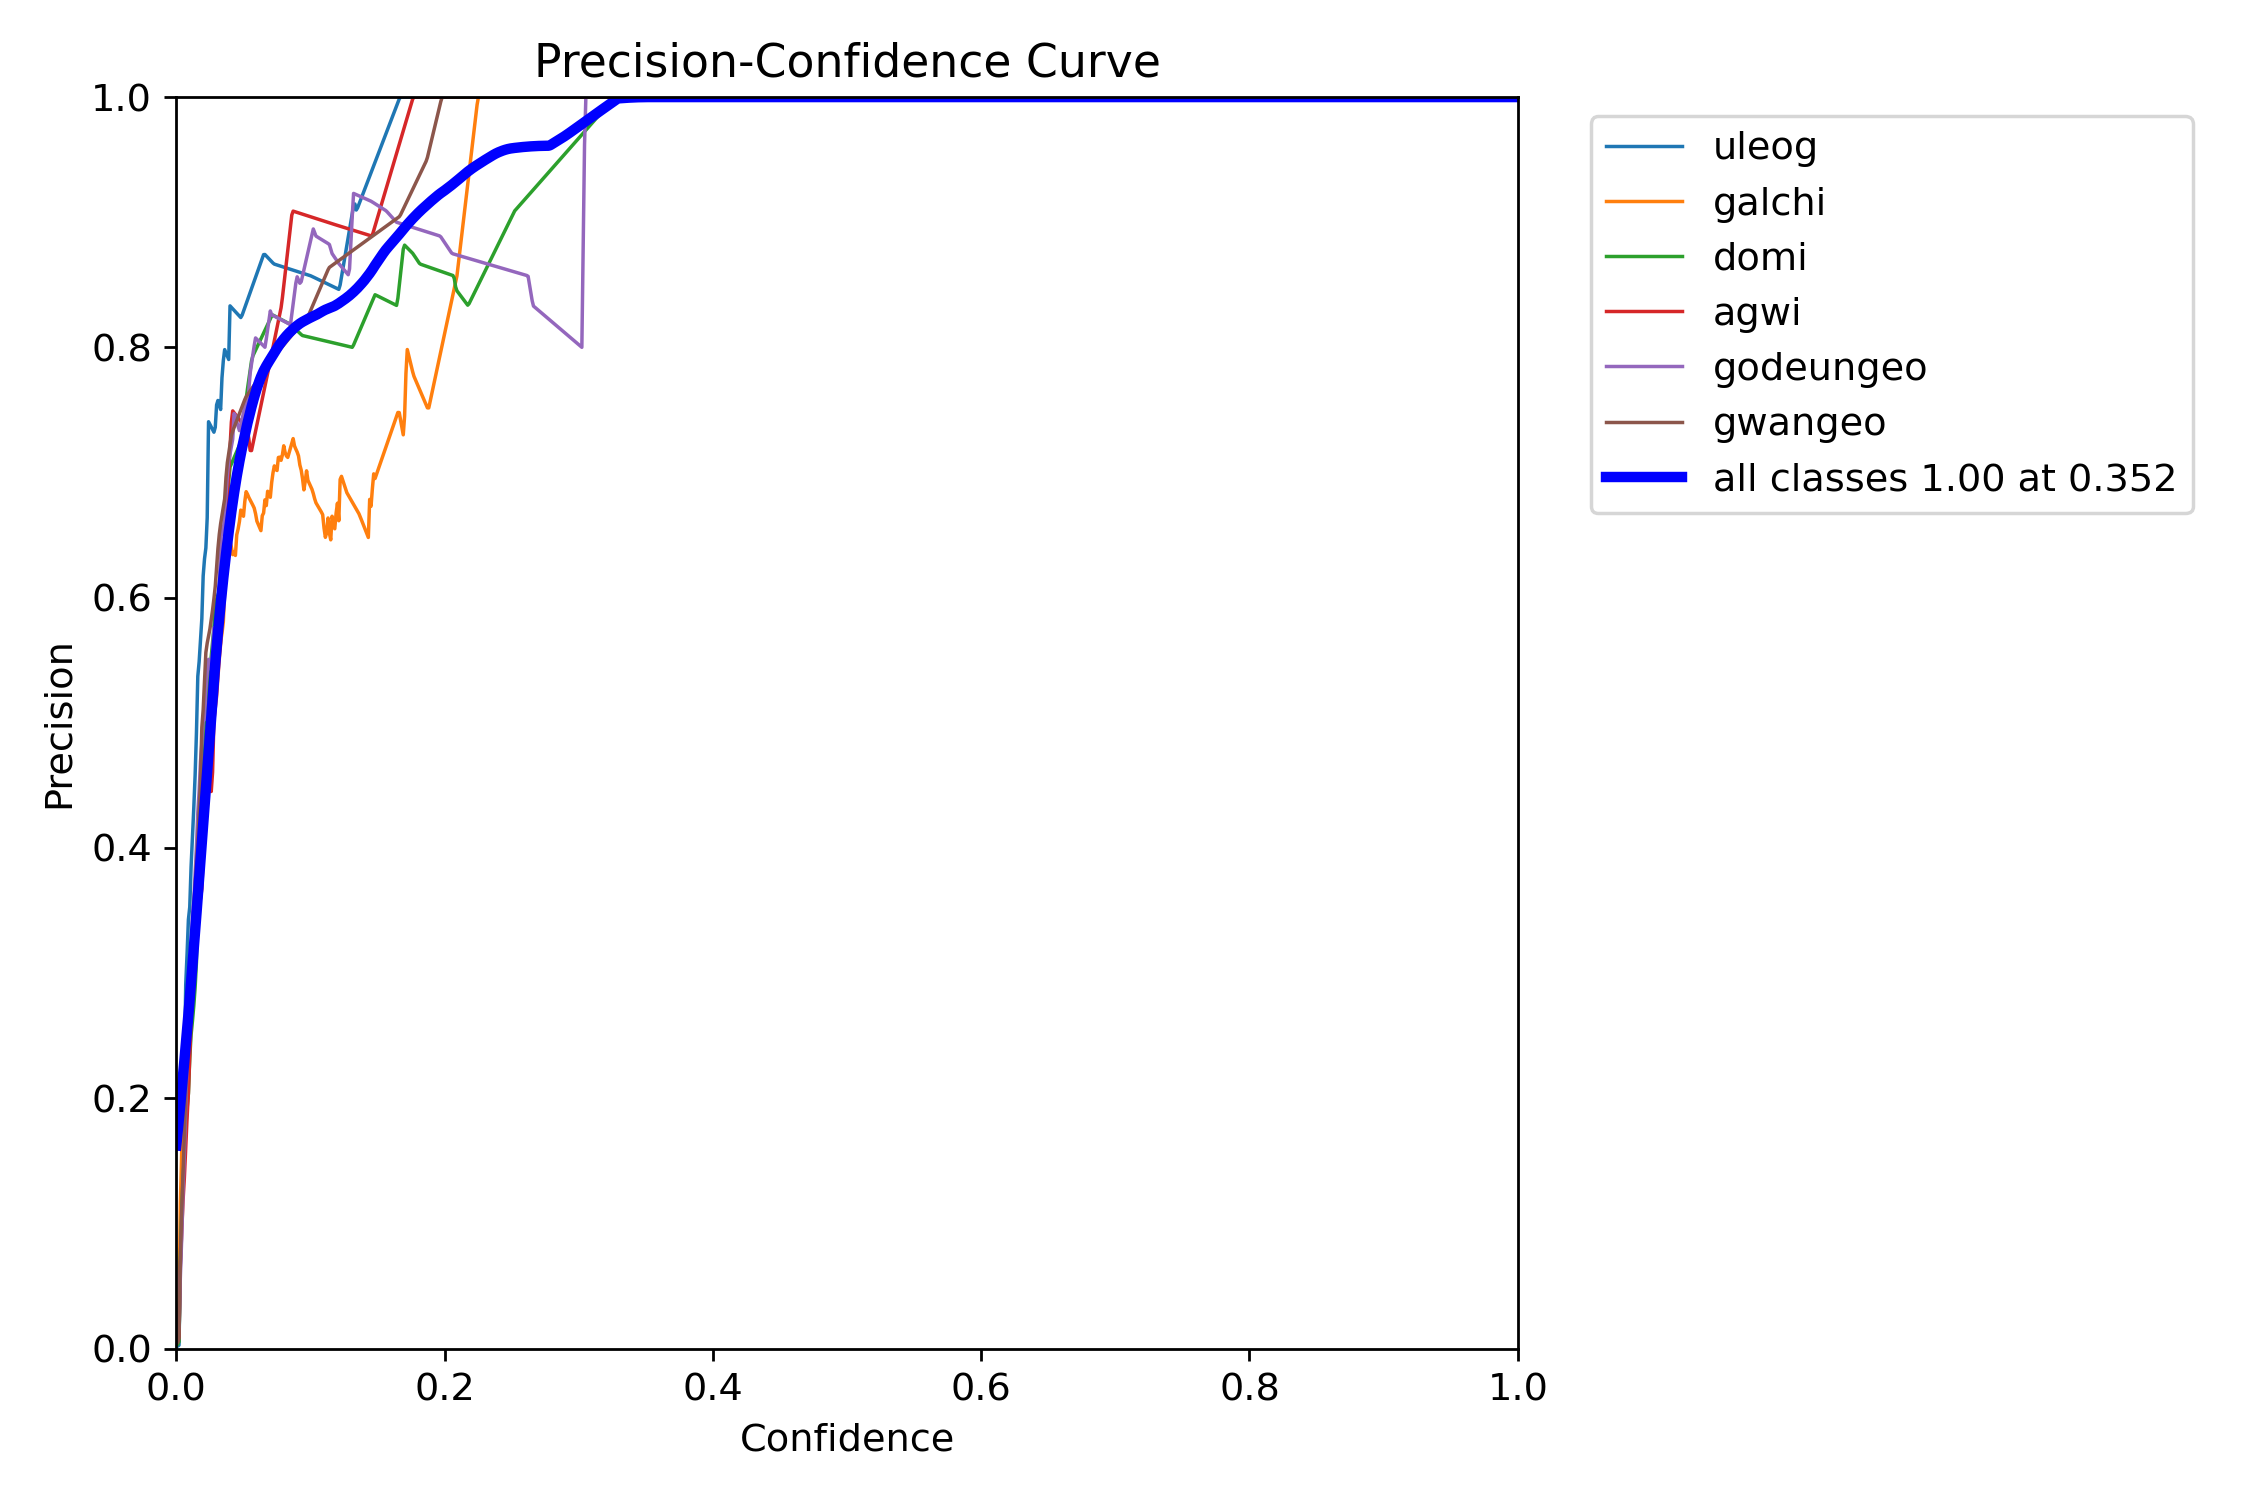 Precision-Confidence Curve
1.0
0.8
0.6
0.4
0.2
0.0
Precision
0.0 0.2 0.4 0.6 0.8 1.0
Confidence
uleog
galchi
domi
agwi
godeungeo
gwangeo
all classes 1.00 at 0.352